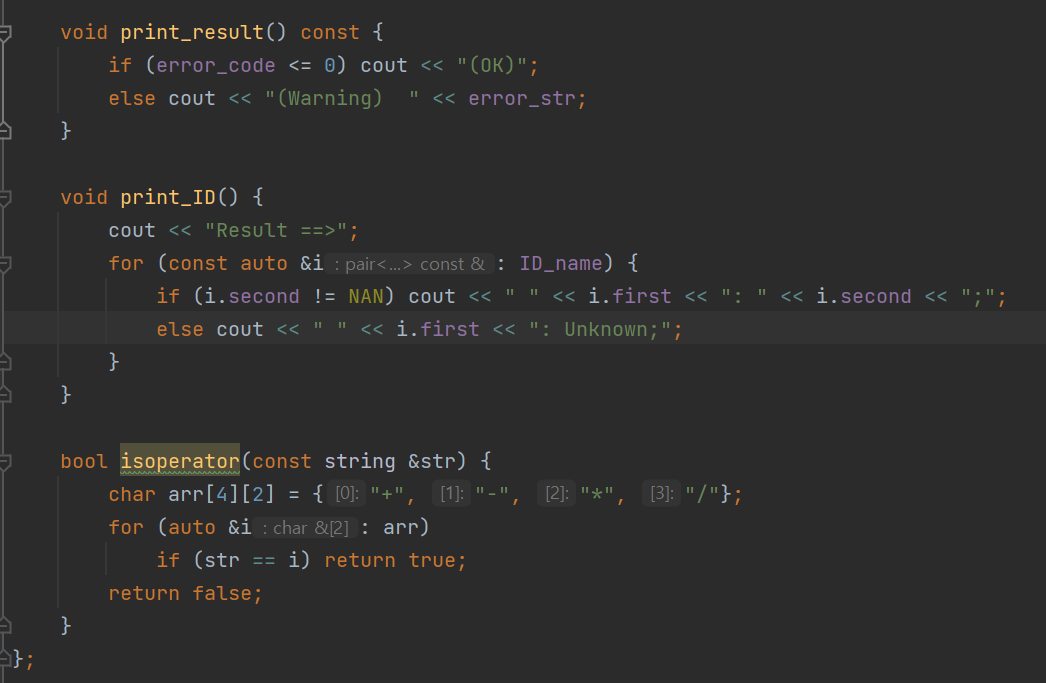 void print_result() const {
if (error_code <= 0) cout << "(OK)";
else cout << "(Warning)  " << error_str;
}
void print_ID() {
cout << "Result ==>";
for (const auto &i : pair<...> const & : ID_name) {
if (i.second != NAN) cout << " " << i.first << ": " << i.second << ";";
else cout << " " << i.first << ": Unknown;";
}
}
bool isoperator(const string &str) {
char arr[4][2] = { [0]: "+", [1]: "-", [2]: "*", [3]: "/"};
for (auto &i : char &[2] : arr)
if (str == i) return true;
return false;
}
};